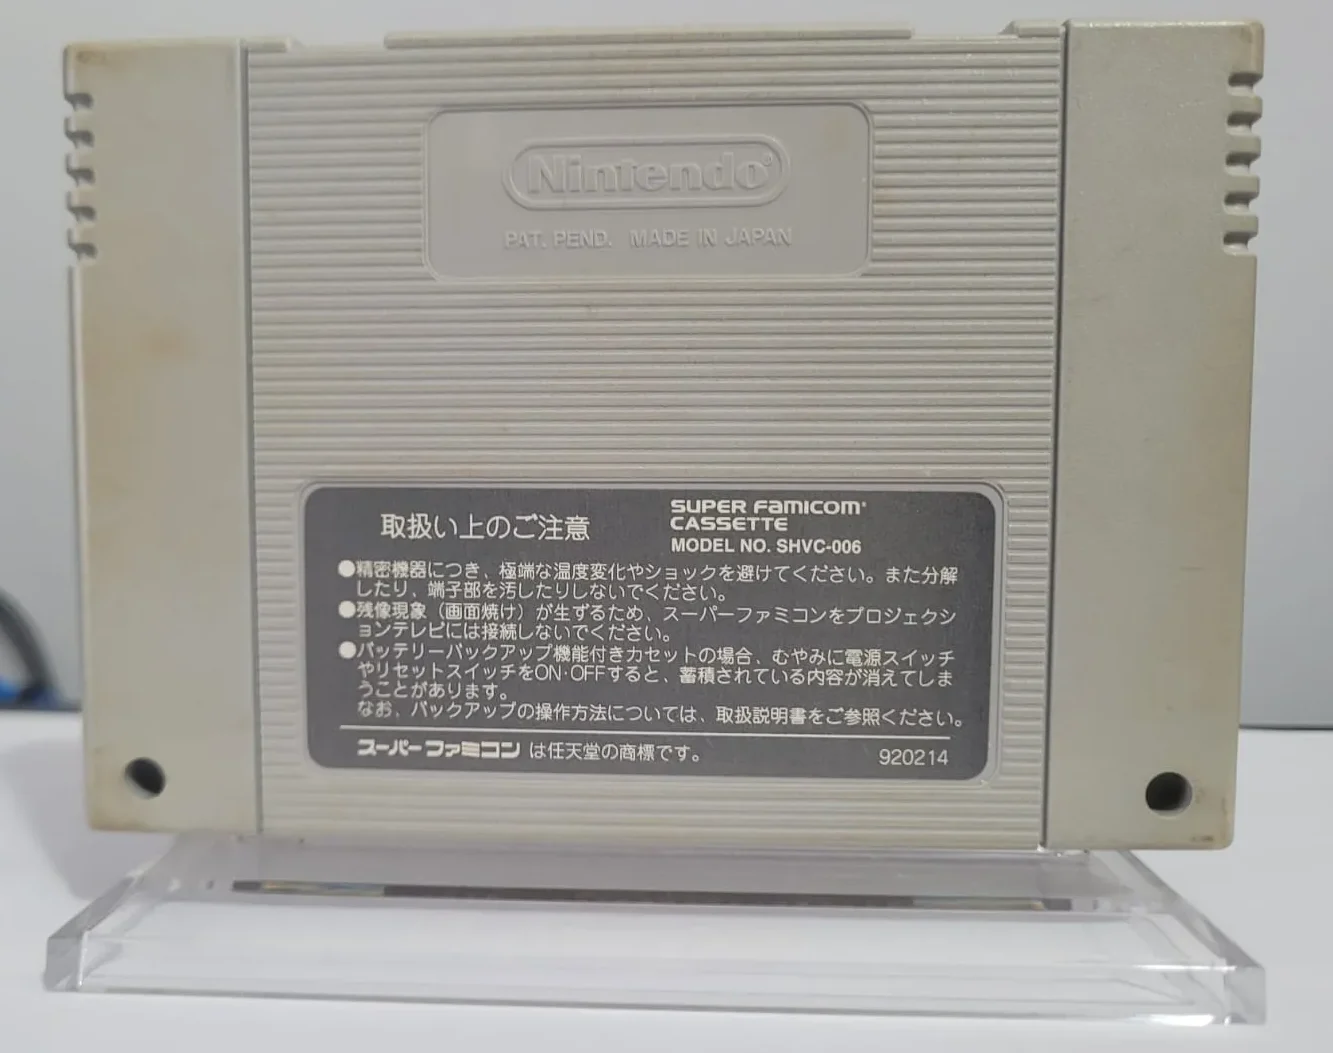 Nintendo®
PAT. PEND. MADE IN JAPAN
取扱い上のご注意
SUPER FAMICOM®
CASSETTE
MODEL NO. SHVC-006
●精密機器につき、極端な温度変化やショックを避けてください。また分解
したり、端子部を汚したりしないでください。
●残像現象（画面焼け）が生ずるため、スーパーファミコンをプロジェクシ
ョンテレビには接続しないでください。
●バッテリーバックアップ機能付きカセットの場合、むやみに電源スイッチ
やリセットスイッチをON·OFFすると、蓄積されている内容が消えてしま
うことがあります。
なお、バックアップの操作方法については、取扱説明書をご参照ください。
スーパーファミコン は任天堂の商標です。
920214